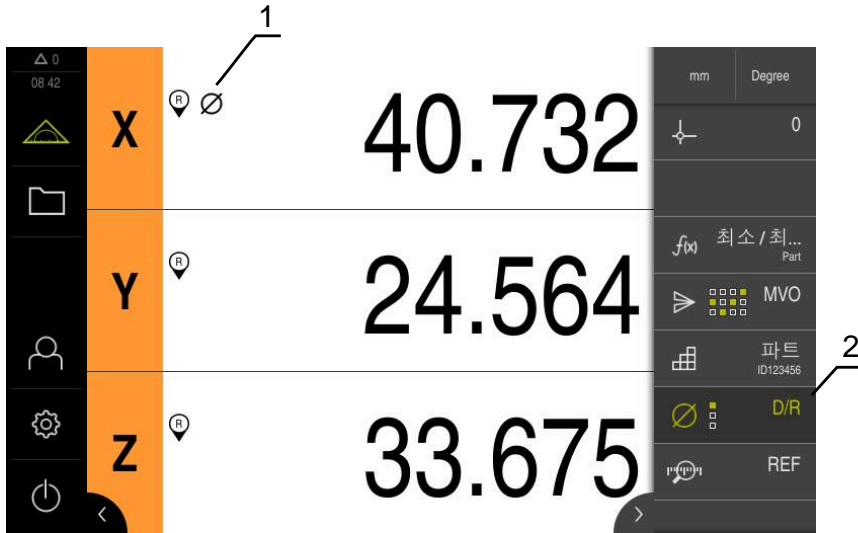 1
0
08 42
mm Degree
X
R
40.732
0
Y
R
24.564
f(x) 최소 / 최...
Part
MVO
파트
ID123456
2
Z
R
33.675
D/R
REF